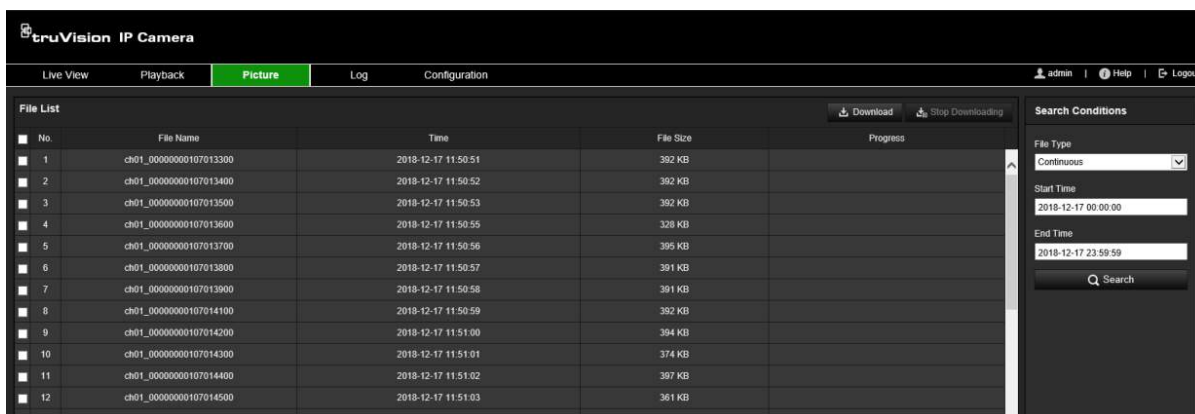 truVision IP Camera
Live View Playback Picture Log Configuration admin | Help | Logou
File List Download Stop Downloading Search Conditions
No. File Name Time File Size Progress
File Type
1 ch01_00000000107013300 2018-12-17 11:50:51 392 KB
Continuous
2 ch01_00000000107013400 2018-12-17 11:50:52 392 KB
Start Time
3 ch01_00000000107013500 2018-12-17 11:50:53 392 KB
2018-12-17 00:00:00
4 ch01_00000000107013600 2018-12-17 11:50:55 328 KB
End Time
5 ch01_00000000107013700 2018-12-17 11:50:56 395 KB
2018-12-17 23:59:59
6 ch01_00000000107013800 2018-12-17 11:50:57 391 KB
Search
7 ch01_00000000107013900 2018-12-17 11:50:58 391 KB
8 ch01_00000000107014100 2018-12-17 11:50:59 392 KB
9 ch01_00000000107014200 2018-12-17 11:51:00 394 KB
10 ch01_00000000107014300 2018-12-17 11:51:01 374 KB
11 ch01_00000000107014400 2018-12-17 11:51:02 397 KB
12 ch01_00000000107014500 2018-12-17 11:51:03 361 KB